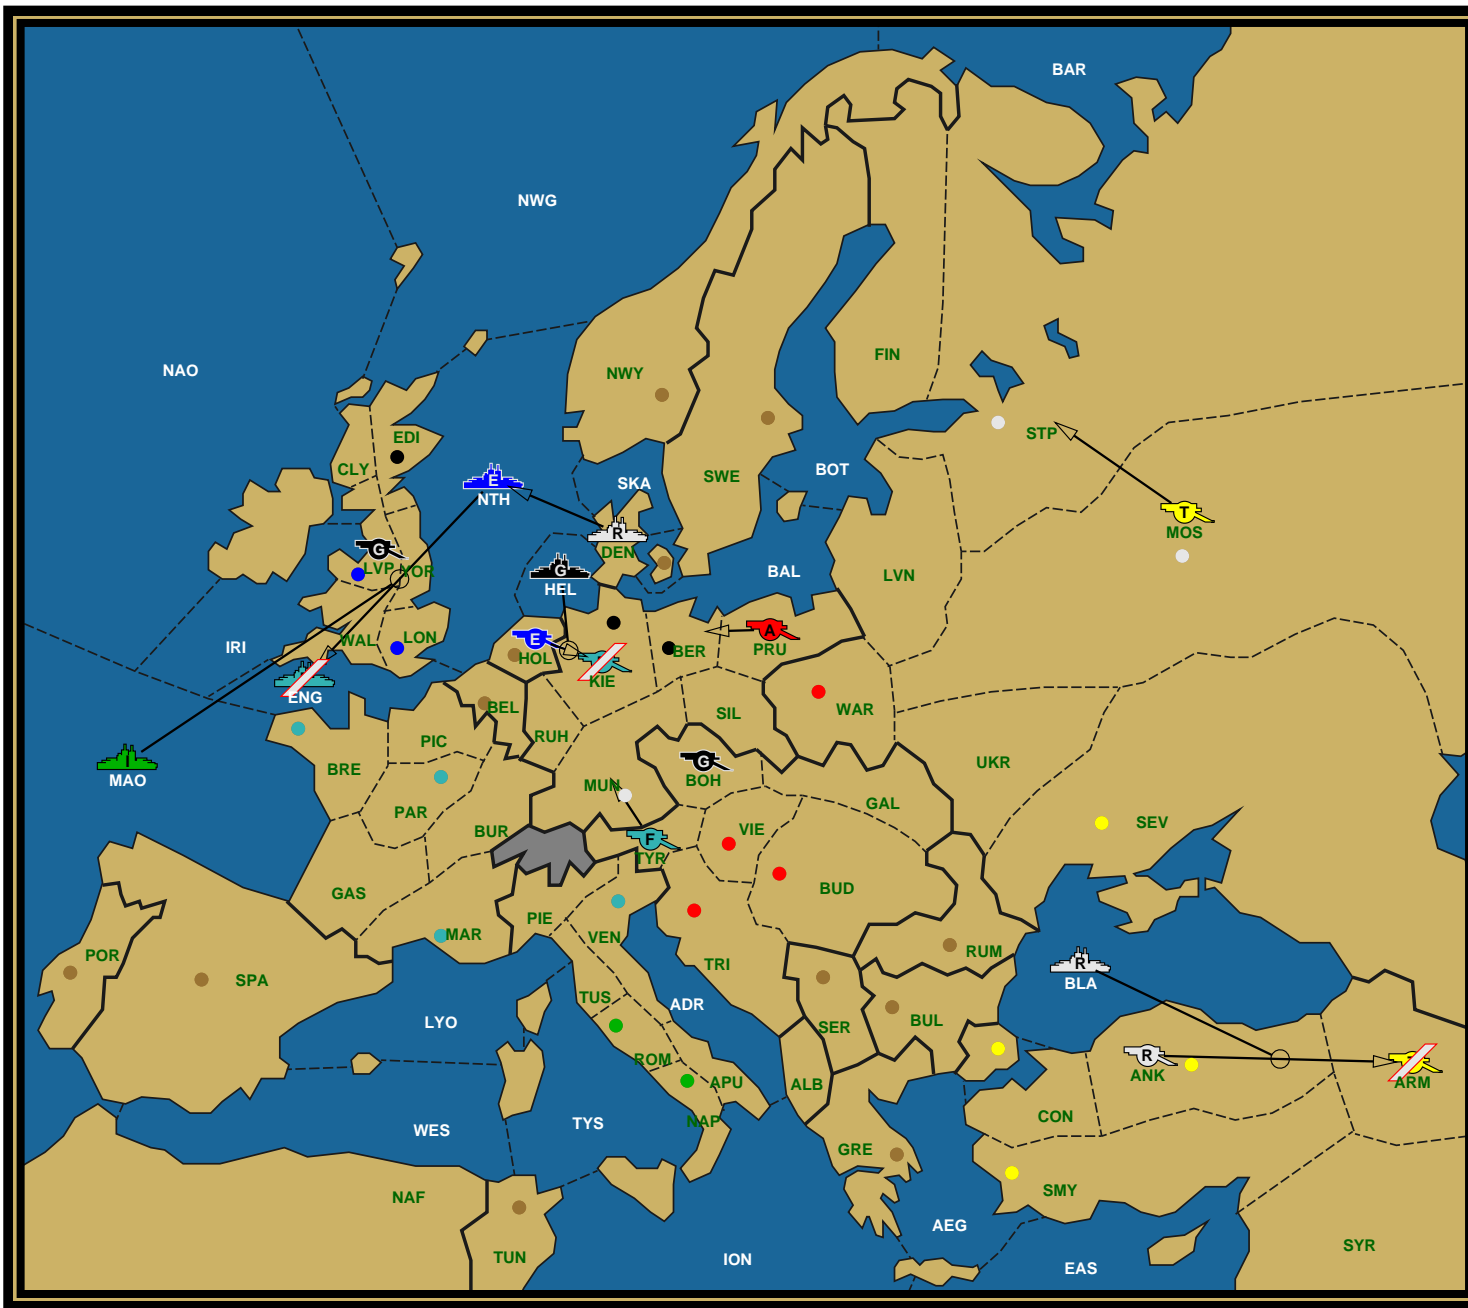 BAR
NWG
NAO
FIN
NWY
EDI
STP
CLY
SWE
BOT
SKA
E
NTH
T
MOS
R
DEN
G
LVP
YOR
G
HEL
BAL
LVN
IRI
WAL
LON
E
HOL
KIE
BER
A
PRU
ENG
BEL
SIL
WAR
RUH
PIC
BRE
I
MAO
G
BOH
MUN
UKR
PAR
GAL
BUR
VIE
SEV
F
TYR
GAS
BUD
PIE
VEN
MAR
POR
SPA
TRI
RUM
R
BLA
TUS
ADR
LYO
SER
BUL
ROM
APU
ALB
R
ANK
ARM
NAP
CON
WES
TYS
GRE
SMY
NAF
AEG
TUN
ION
EAS
SYR